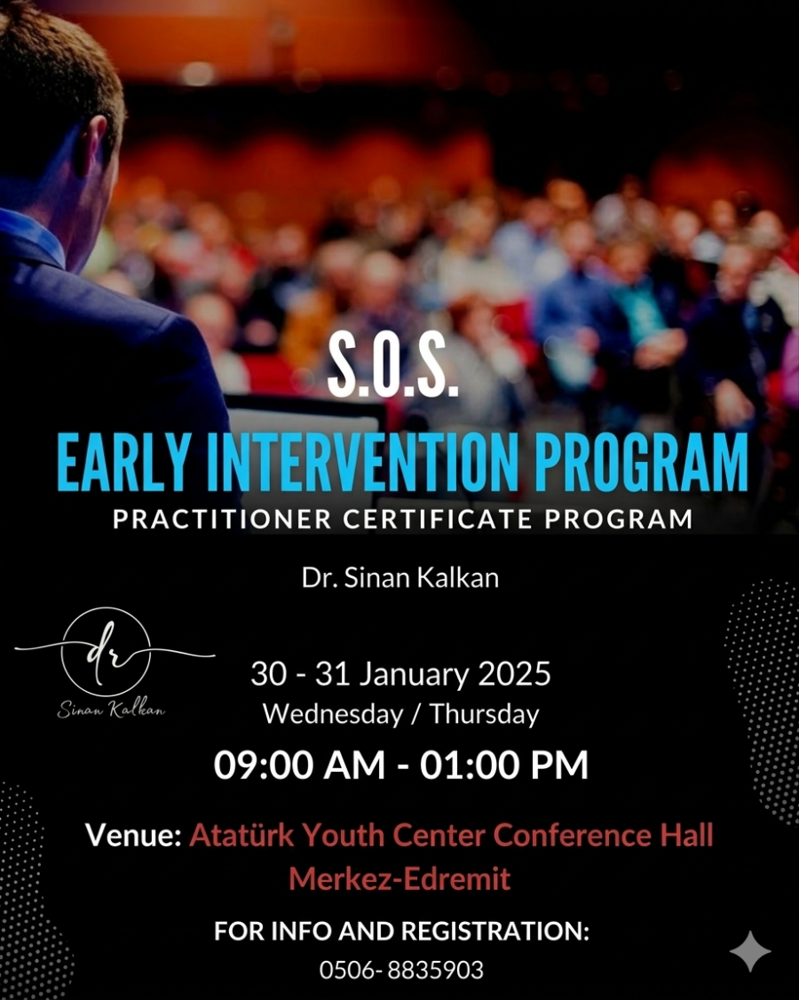 S.O.S.
EARLY INTERVENTION PROGRAM
PRACTITIONER CERTIFICATE PROGRAM
Dr. Sinan Kalkan
dr
Sinan Kalkan
30 - 31 January 2025
Wednesday / Thursday
09:00 AM - 01:00 PM
Venue: Atatürk Youth Center Conference Hall
Merkez-Edremit
FOR INFO AND REGISTRATION:
0506- 8835903